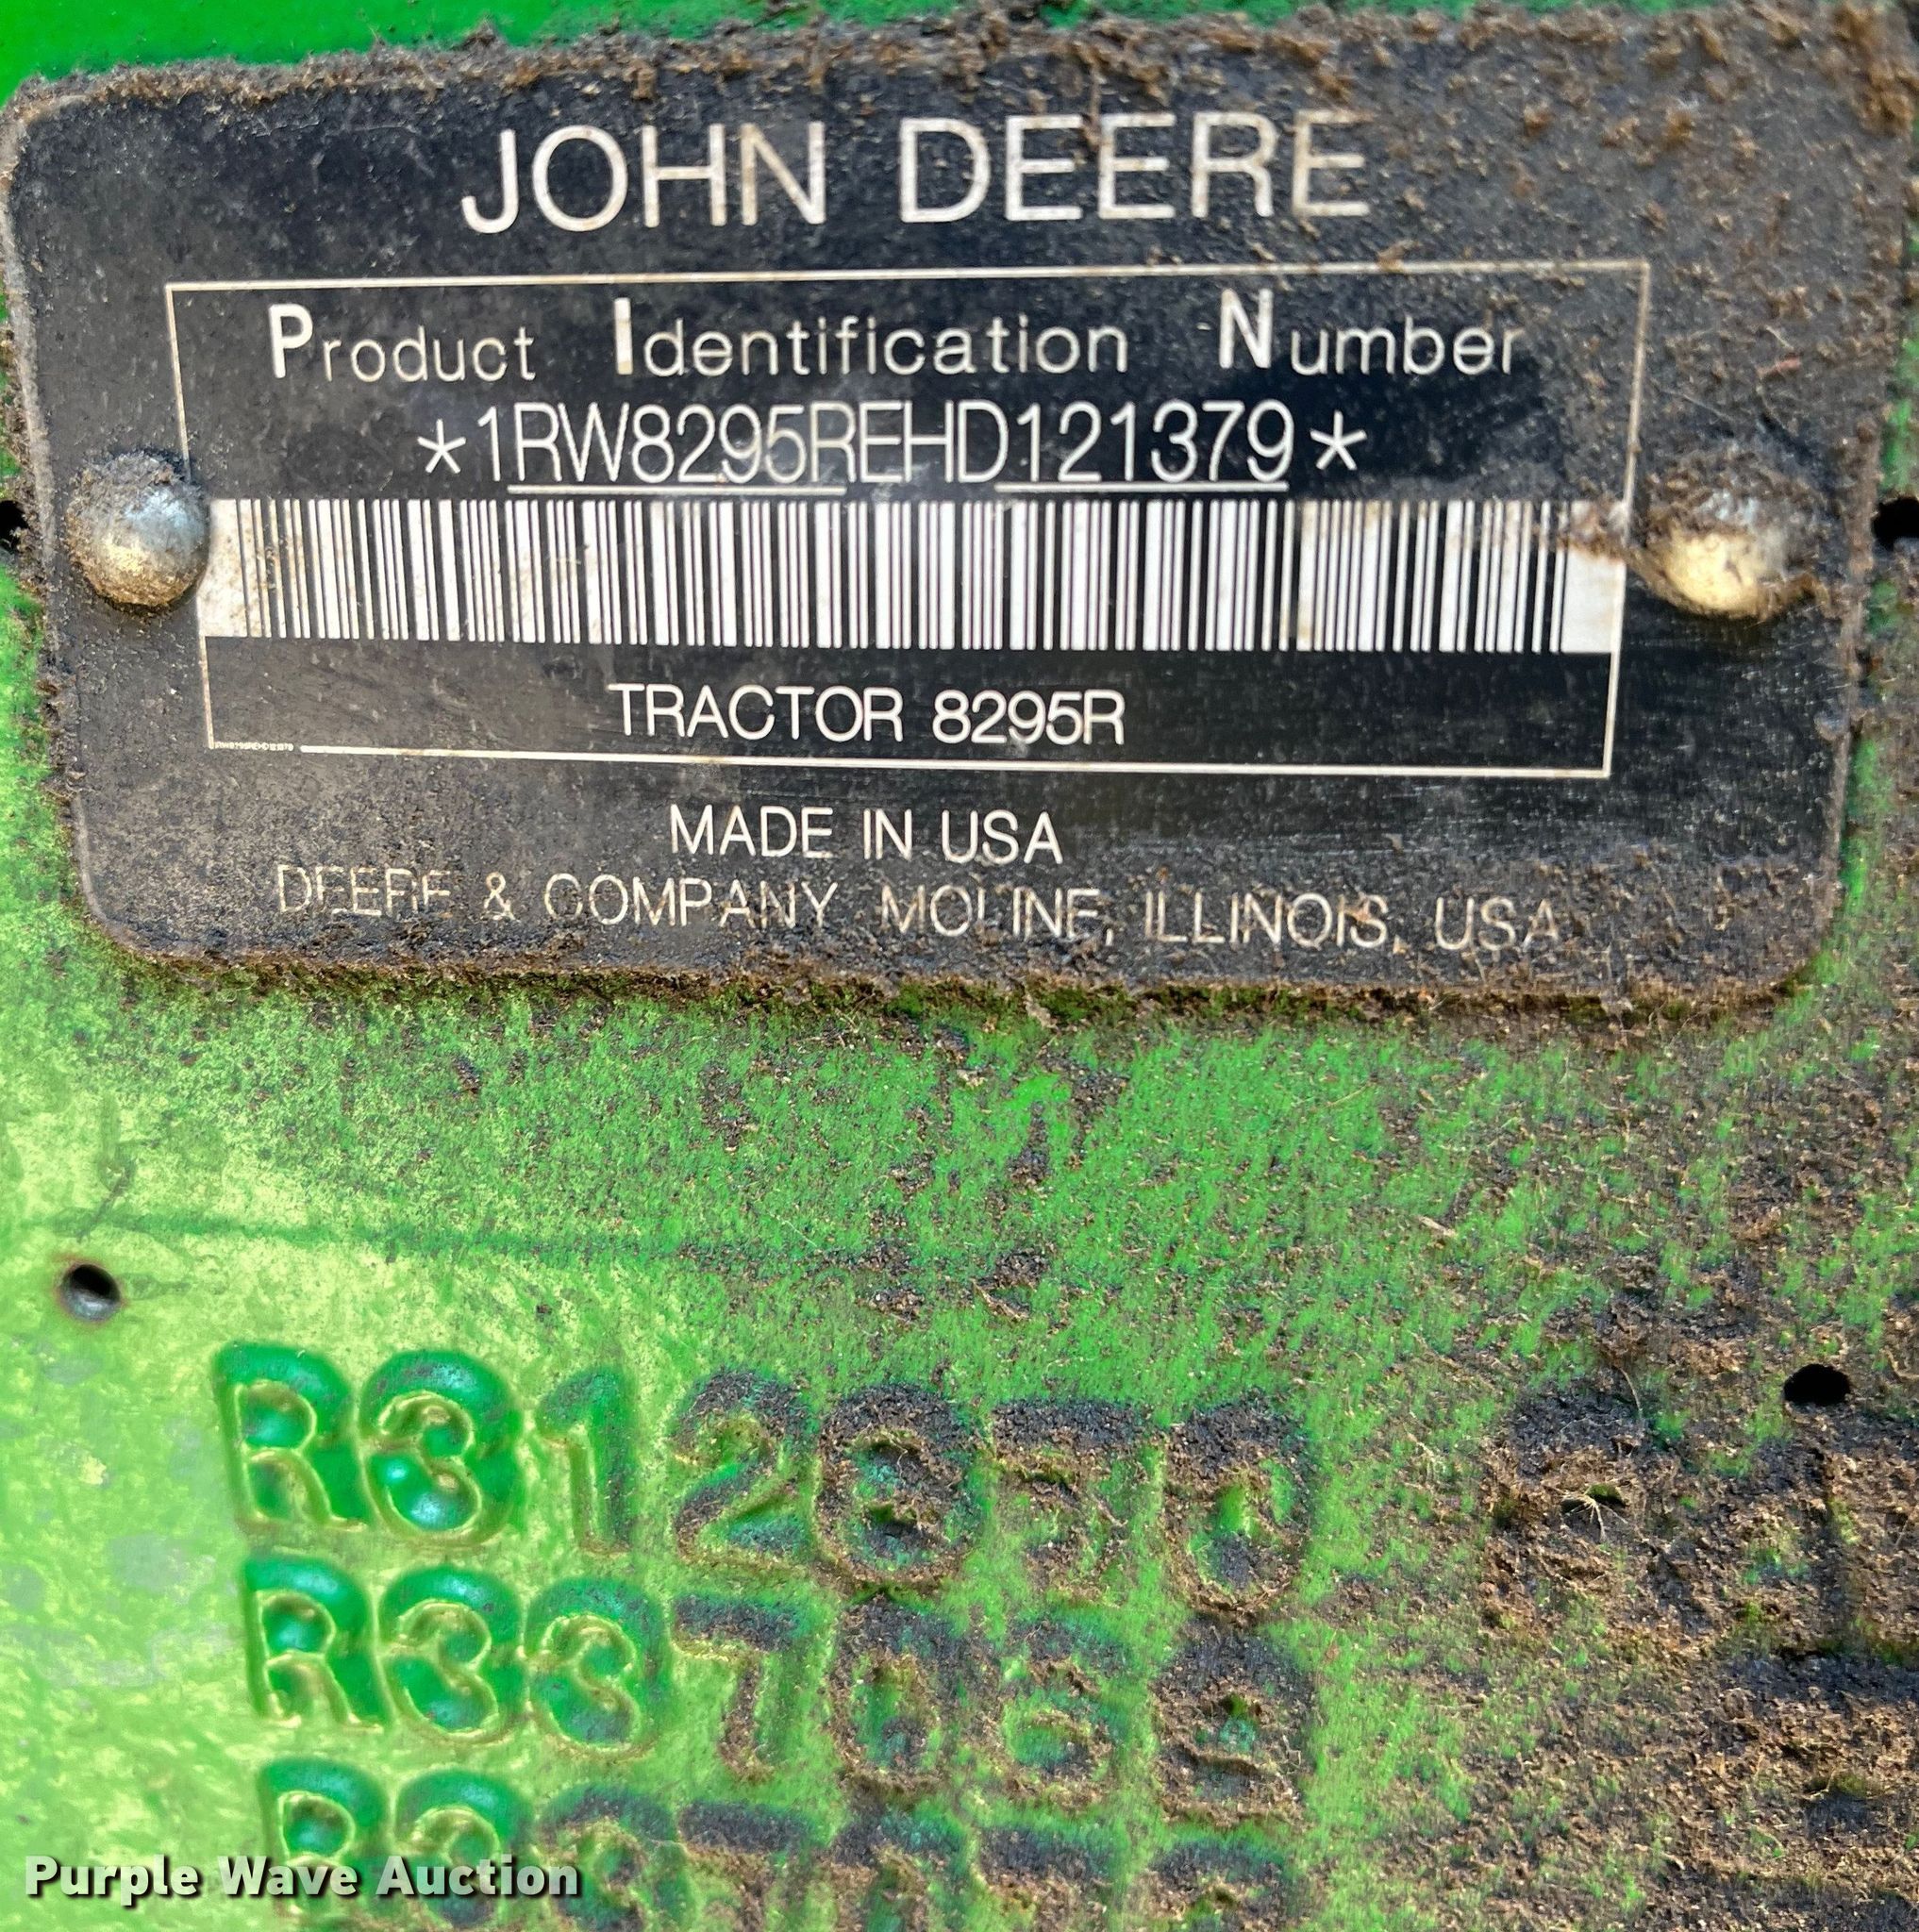 JOHN DEERE
Product Identification Number
*1RW8295REHD121379*
TRACTOR 8295R
MADE IN USA
DEERE & COMPANY MOLINE, ILLINOIS, USA
Purple Wave Auction